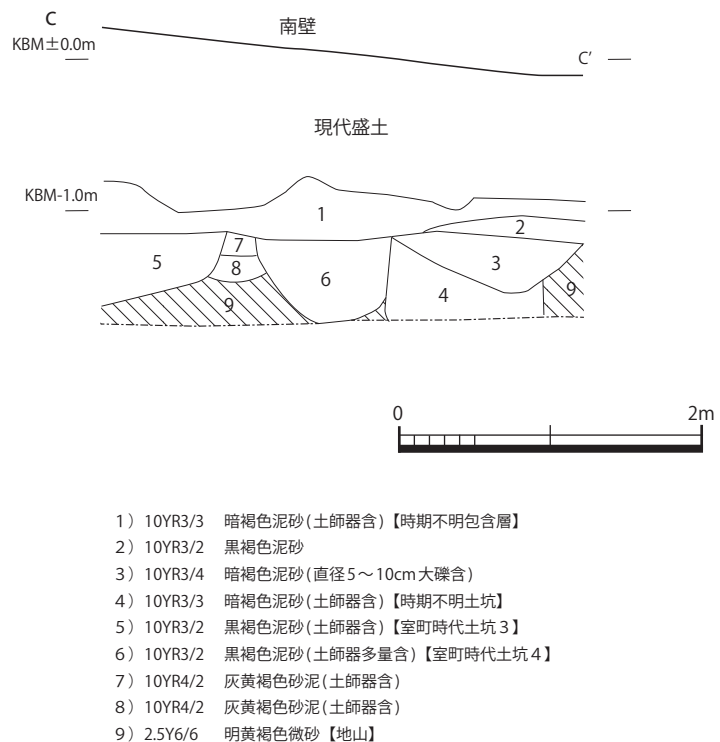 C
南壁
KBM±0.0m
C’
現代盛土
KBM-1.0m
1
2
7
5
3
8
6
4
9
9
0 2m
1）10YR3/3 暗褐色泥砂(土師器含)【時期不明包含層】
2）10YR3/2 黒褐色泥砂
3）10YR3/4 暗褐色泥砂(直径5～10cm大礫含)
4）10YR3/3 暗褐色泥砂(土師器含)【時期不明土坑】
5）10YR3/2 黒褐色泥砂(土師器含)【室町時代土坑３】
6）10YR3/2 黒褐色泥砂(土師器多量含)【室町時代土坑４】
7）10YR4/2 灰黄褐色砂泥(土師器含)
8）10YR4/2 灰黄褐色砂泥(土師器含)
9）2.5Y6/6 明黄褐色微砂【地山】